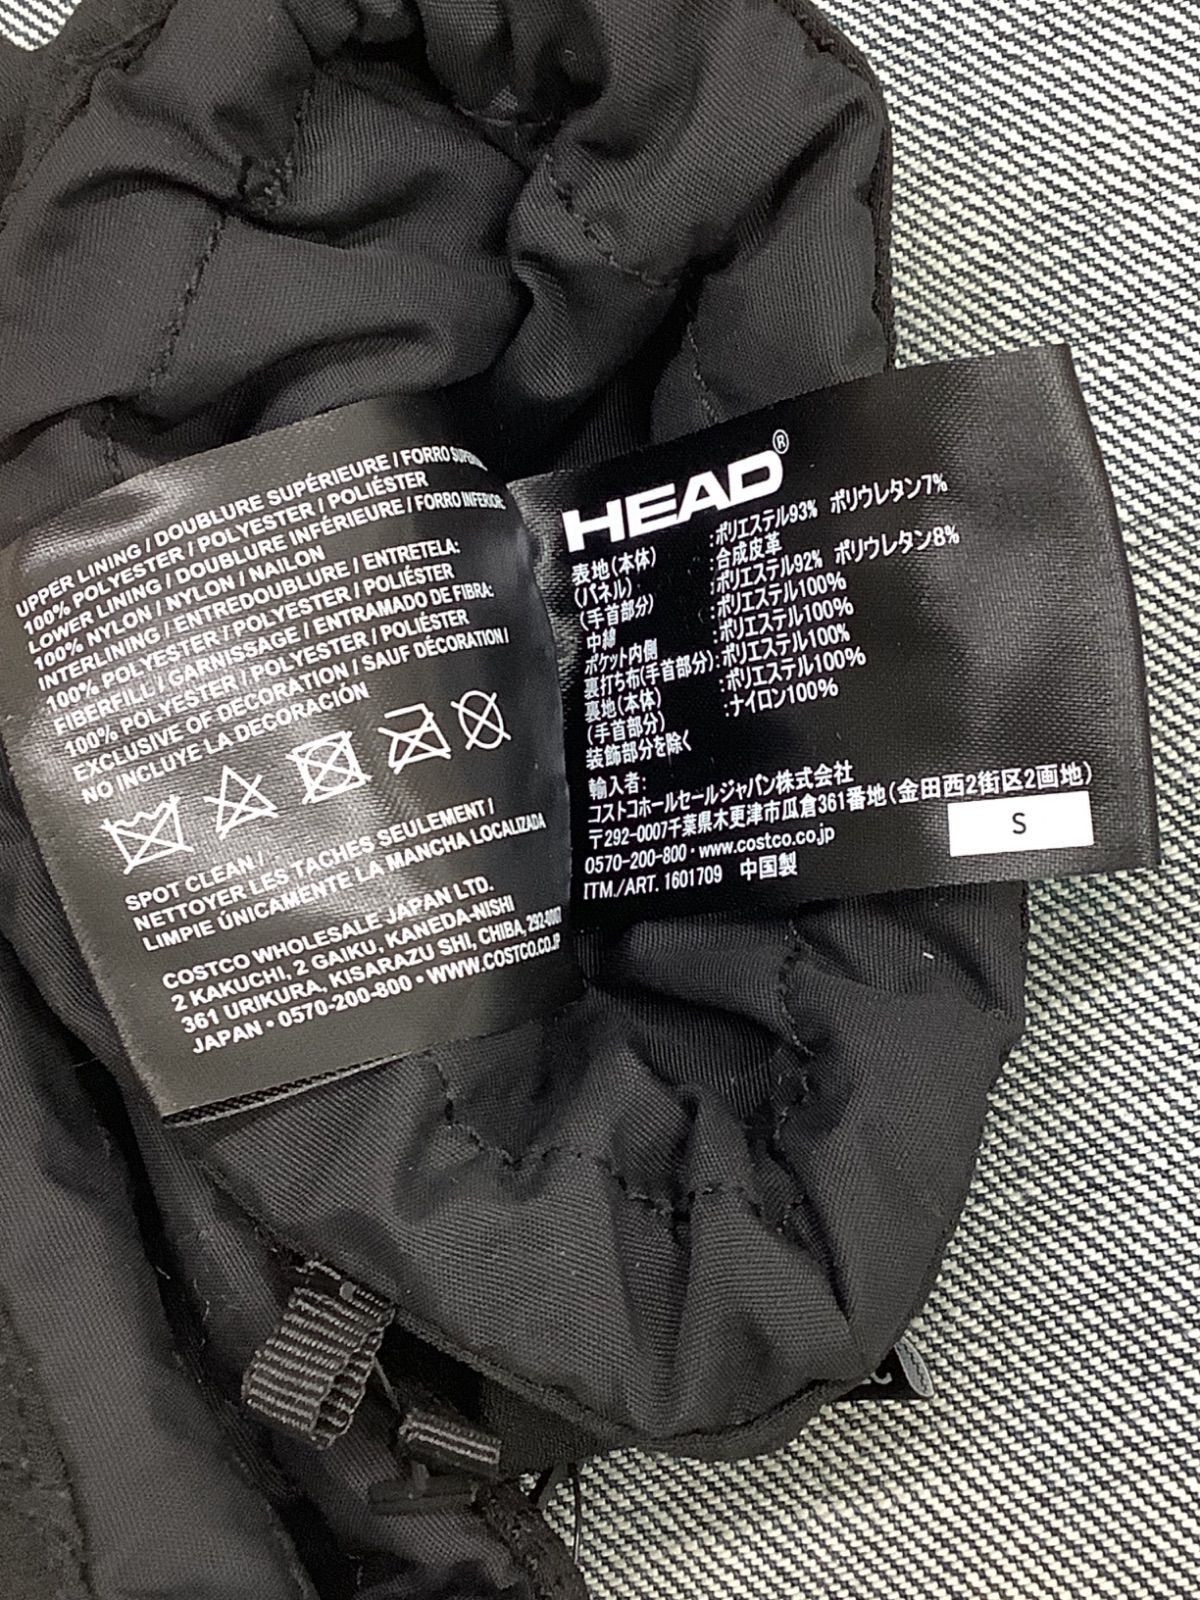 UPPER LINING / DOUBLURE SUPÉRIEURE / FORRO
100% POLYESTER / POLYESTER / POLIÉSTER
LOWER LINING / DOUBLURE INFÉRIEURE / FORRO INFERIOR:
100% NYLON / NYLON / NAILON
INTERLINING / ENTREDOUBLURE / ENTRETELA:
100% POLYESTER / POLYESTER / POLIÉSTER
FIBERFILL / GARNISSAGE / ENTRAMADO DE FIBRA:
100% POLYESTER / POLYESTER / POLIÉSTER
EXCLUSIVE OF DECORATION / SAUF DÉCORATION /
NO INCLUYE LA DECORACIÓN
SPOT CLEAN /
NETTOYER LES TACHES SEULEMENT /
LIMPIE ÚNICAMENTE LA MANCHA LOCALIZADA
COSTCO WHOLESALE JAPAN LTD.
2 KAKUCHI, 2 GAIKU, KANEDA-NISHI
361 URIKURA, KISARAZU SHI, CHIBA, 292-0007
JAPAN • 0570-200-800 • WWW.COSTCO.CO.JP
HEAD®
表地(本体) :ポリエステル93% ポリウレタン7%
(パネル) :合成皮革
(手首部分) :ポリエステル92% ポリウレタン8%
中綿 :ポリエステル100%
ポケット内側 :ポリエステル100%
裏打ち布(手首部分):ポリエステル100%
裏地(本体) :ポリエステル100%
(手首部分) :ナイロン100%
装飾部分を除く
輸入者:
コストコホールセールジャパン株式会社
〒292-0007千葉県木更津市瓜倉361番地(金田西2街区2画地)
0570-200-800 • www.costco.co.jp
ITM./ART. 1601709 中国製
S